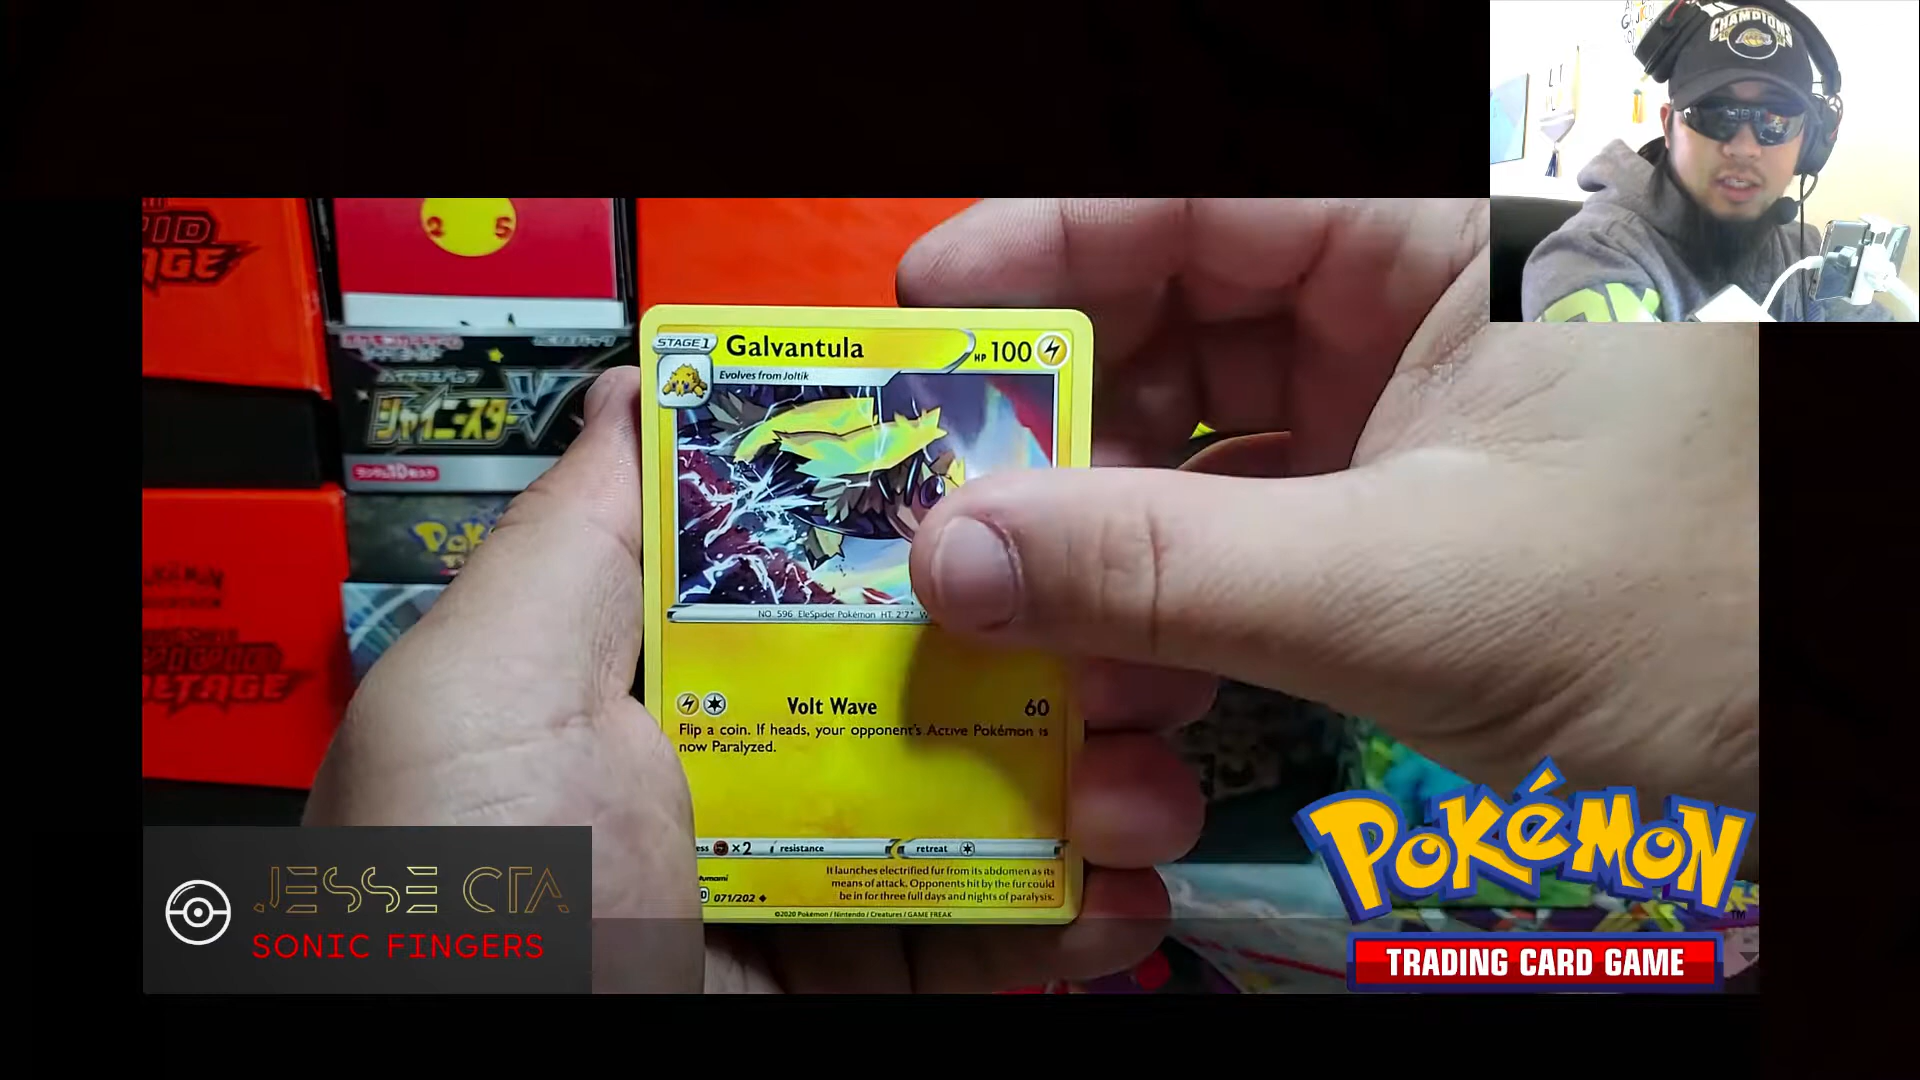 CHAMPIONS
2 5
シャイニースターV
STAGE 1 Galvantula HP 100
Evolves from Joltik
NO. 596 EleSpider Pokémon HT. 2'7"
Volt Wave 60
Flip a coin. If heads, your opponent's Active Pokémon is
now Paralyzed.
×2 resistance retreat
It launches electrified fur from its abdomen as its
means of attack. Opponents hit by the fur could
be in for three full days and nights of paralysis.
D 071/202
©2020 Pokémon / Nintendo / Creatures / GAME FREAK
JESSE CTA
SONIC FINGERS
POKéMON
TM
TRADING CARD GAME